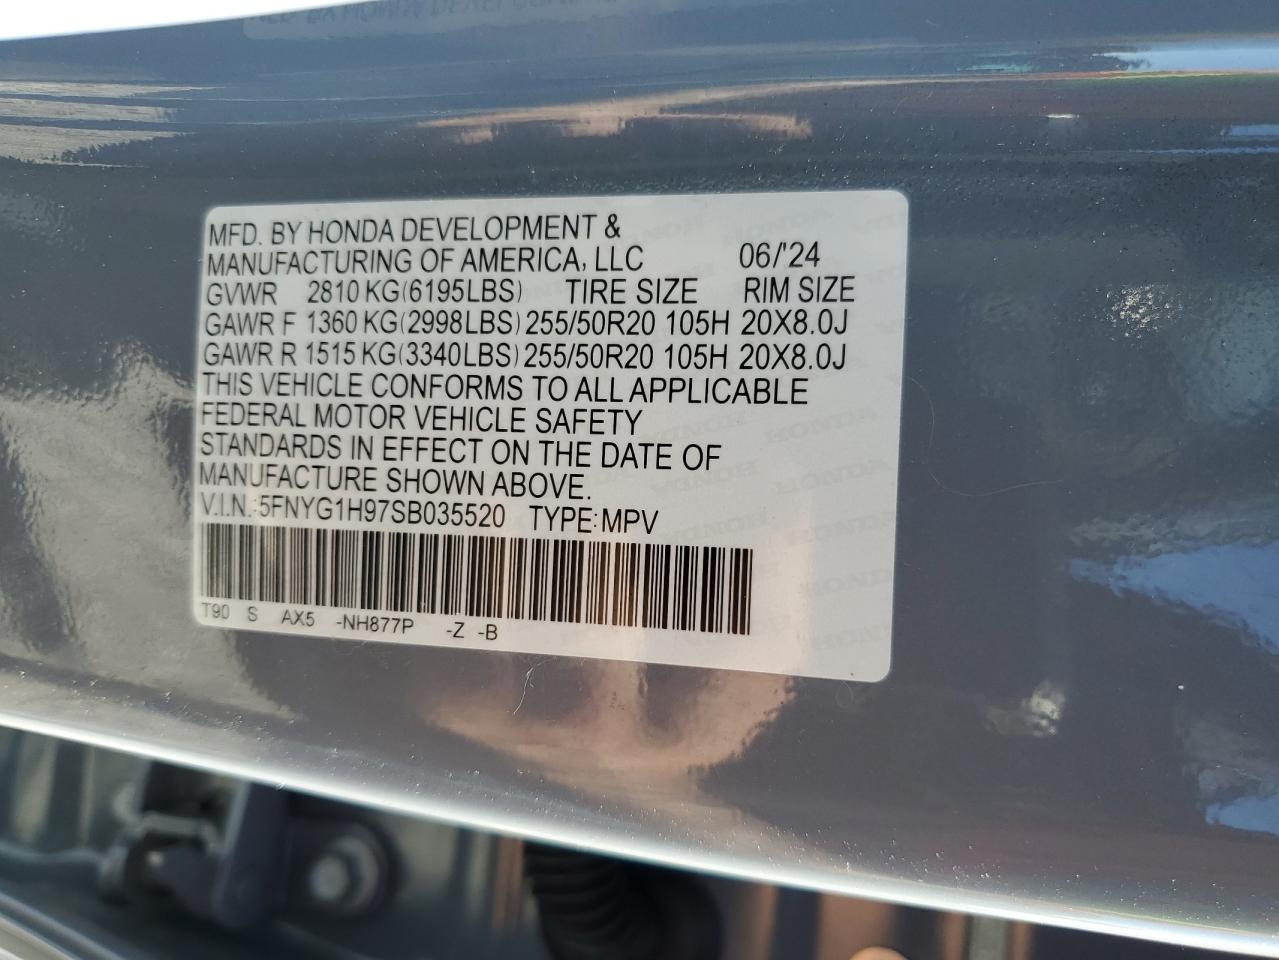 MFD. BY HONDA DEVELOPMENT &
MANUFACTURING OF AMERICA, LLC 06/'24
GVWR 2810 KG(6195LBS) TIRE SIZE RIM SIZE
GAWR F 1360 KG(2998LBS) 255/50R20 105H 20X8.0J
GAWR R 1515 KG(3340LBS) 255/50R20 105H 20X8.0J
THIS VEHICLE CONFORMS TO ALL APPLICABLE
FEDERAL MOTOR VEHICLE SAFETY
STANDARDS IN EFFECT ON THE DATE OF
MANUFACTURE SHOWN ABOVE.
V.I.N.:5FNYG1H97SB035520 TYPE:MPV
T90 S AX5 -NH877P -Z -B